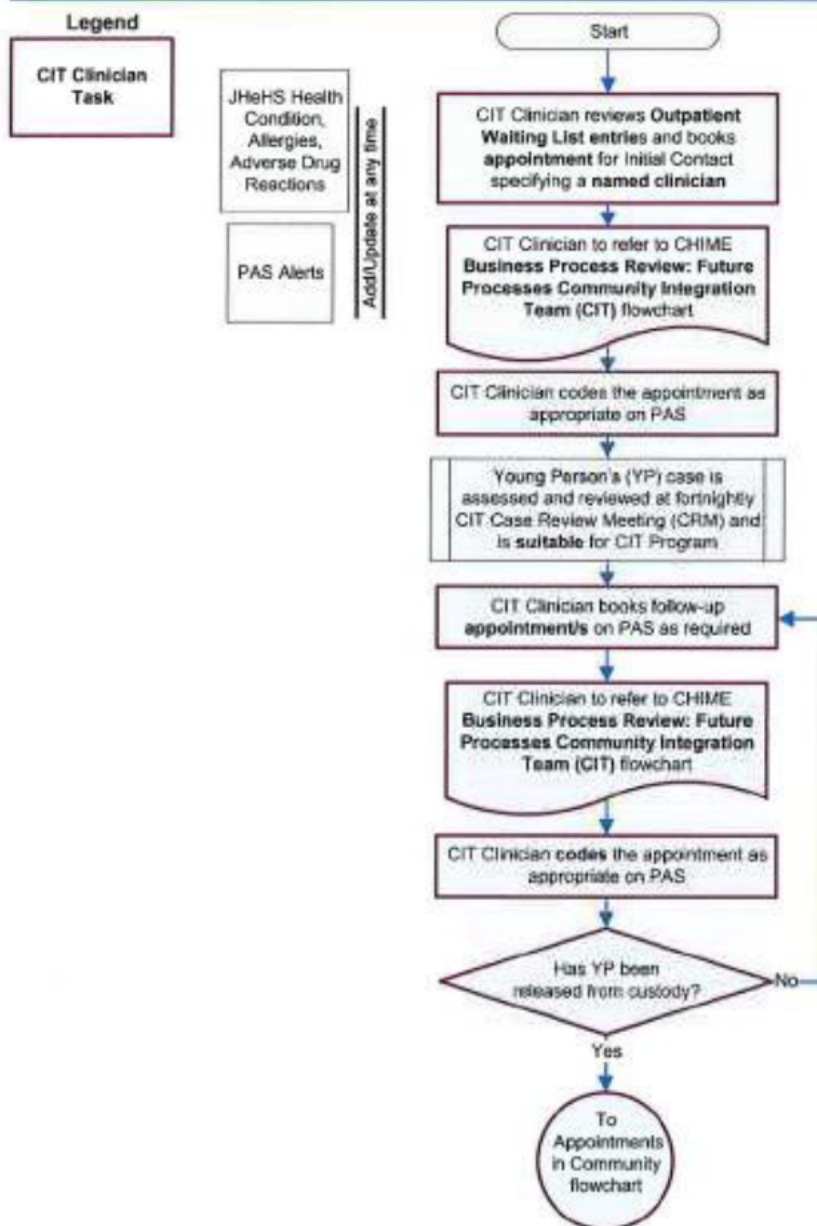 Legend
CIT Clinician
Task
JHeHS Health
Condition,
Allergies,
Adverse Drug
Reactions
PAS Alerts
Add/Update at any time
Start
CIT Clinician reviews Outpatient
Waiting List entries and books
appointment for Initial Contact
specifying a named clinician
CIT Clinician to refer to CHIME
Business Process Review: Future
Processes Community Integration
Team (CIT) flowchart
CIT Clinician codes the appointment as
appropriate on PAS
Young Person's (YP) case is
assessed and reviewed at fortnightly
CIT Case Review Meeting (CRM) and
is suitable for CIT Program
CIT Clinician books follow-up
appointment/s on PAS as required
CIT Clinician to refer to CHIME
Business Process Review: Future
Processes Community Integration
Team (CIT) flowchart
CIT Clinician codes the appointment as
appropriate on PAS
Has YP been
released from custody?
No
Yes
To
Appointments
in Community
flowchart